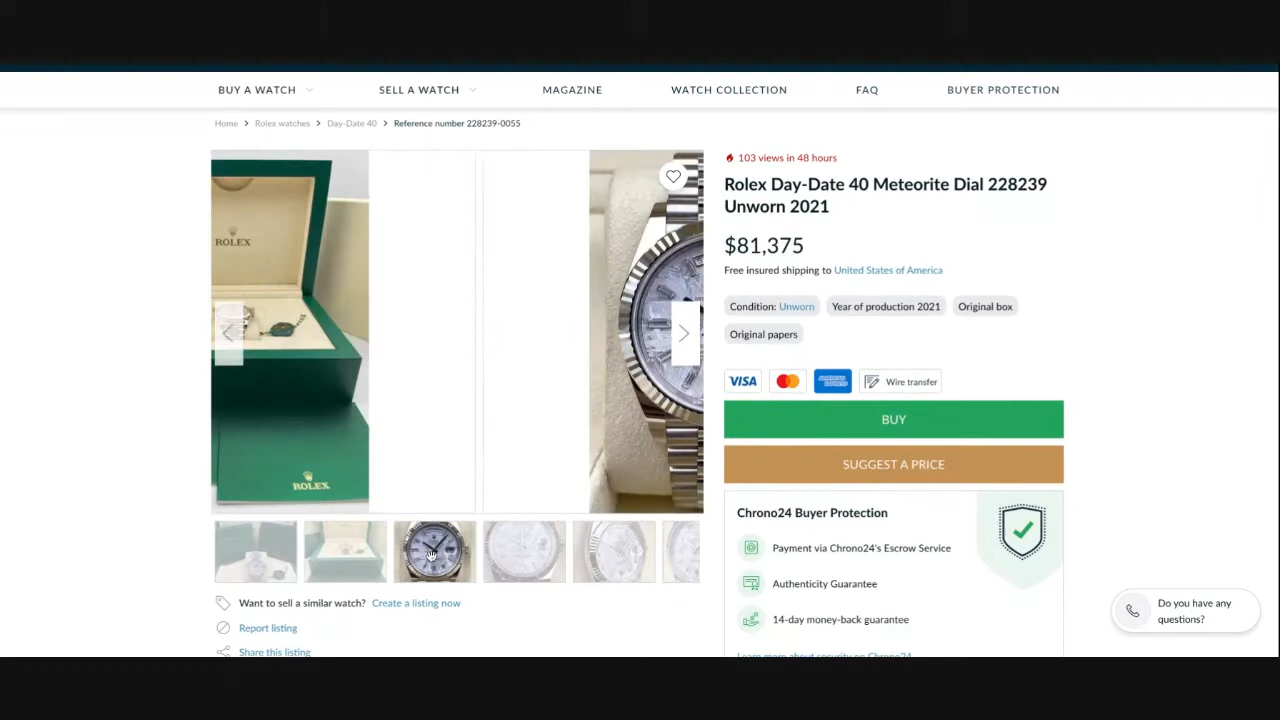 BUY A WATCH SELL A WATCH MAGAZINE WATCH COLLECTION FAQ BUYER PROTECTION
Home > Rolex watches > Day-Date 40 > Reference number 228239-0055
ROLEX
ROLEX
103 views in 48 hours
Rolex Day-Date 40 Meteorite Dial 228239
Unworn 2021
$81,375
Free insured shipping to United States of America
Condition: Unworn Year of production 2021 Original box
Original papers
VISA AMERICAN EXPRESS Wire transfer
BUY
SUGGEST A PRICE
Chrono24 Buyer Protection
Payment via Chrono24's Escrow Service
Authenticity Guarantee
14-day money-back guarantee
Learn more about security on Chrono24
Want to sell a similar watch? Create a listing now
Report listing
Share this listing
Do you have any
questions?